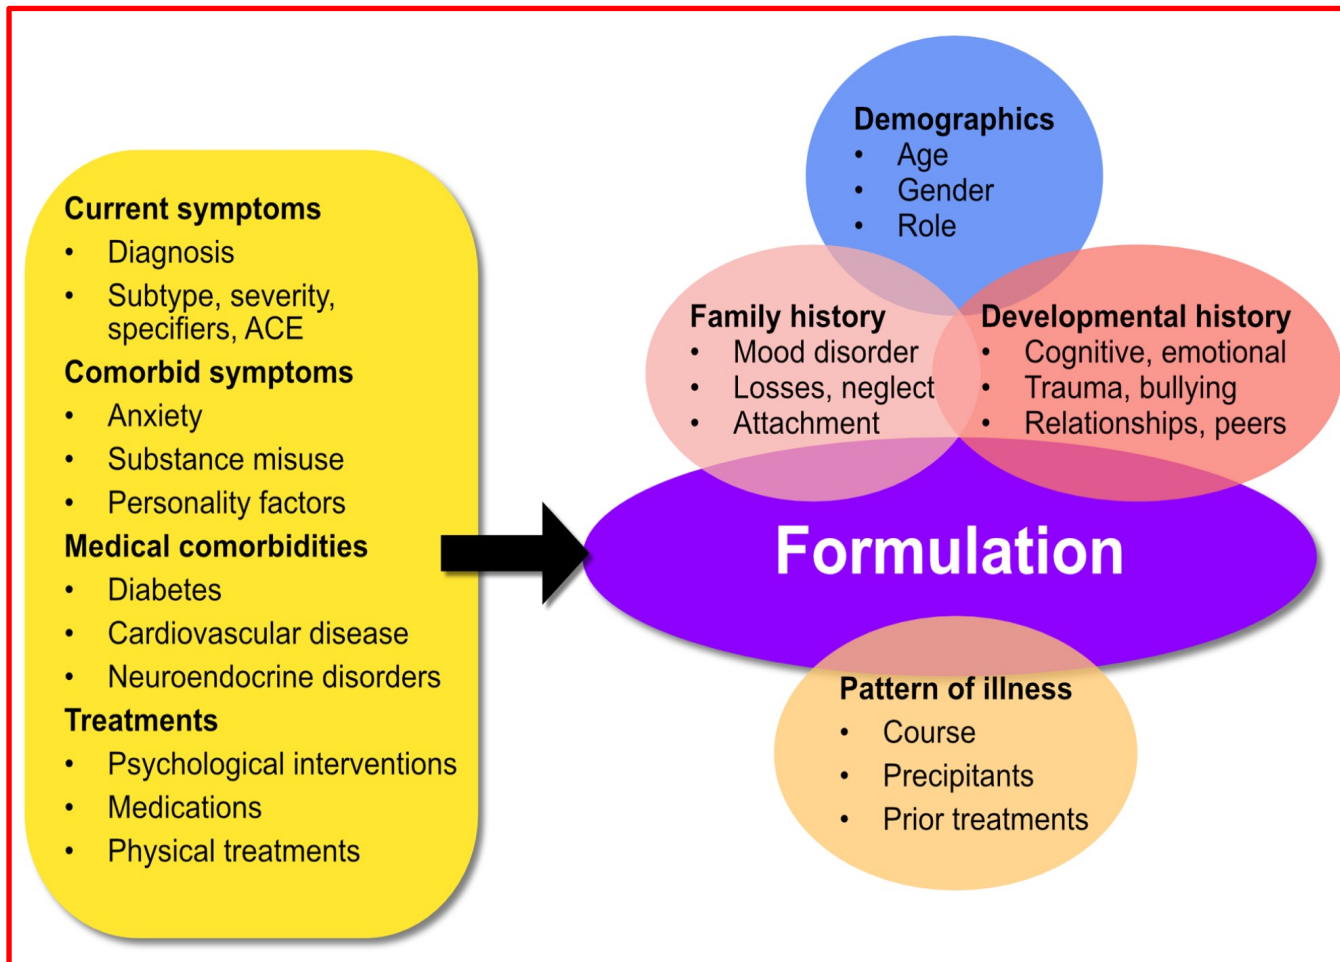 Current symptoms
• Diagnosis
• Subtype, severity,
specifiers, ACE
Comorbid symptoms
• Anxiety
• Substance misuse
• Personality factors
Medical comorbidities
• Diabetes
• Cardiovascular disease
• Neuroendocrine disorders
Treatments
• Psychological interventions
• Medications
• Physical treatments
Demographics
• Age
• Gender
• Role
Family history
• Mood disorder
• Losses, neglect
• Attachment
Developmental history
• Cognitive, emotional
• Trauma, bullying
• Relationships, peers
Formulation
Pattern of illness
• Course
• Precipitants
• Prior treatments